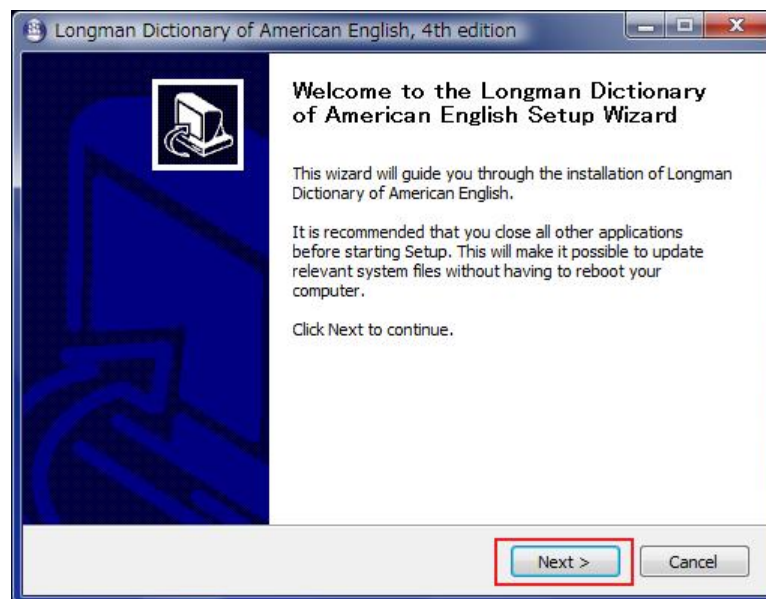 Longman Dictionary of American English, 4th edition
Welcome to the Longman Dictionary
of American English Setup Wizard
This wizard will guide you through the installation of Longman
Dictionary of American English.
It is recommended that you close all other applications
before starting Setup. This will make it possible to update
relevant system files without having to reboot your
computer.
Click Next to continue.
Next >
Cancel